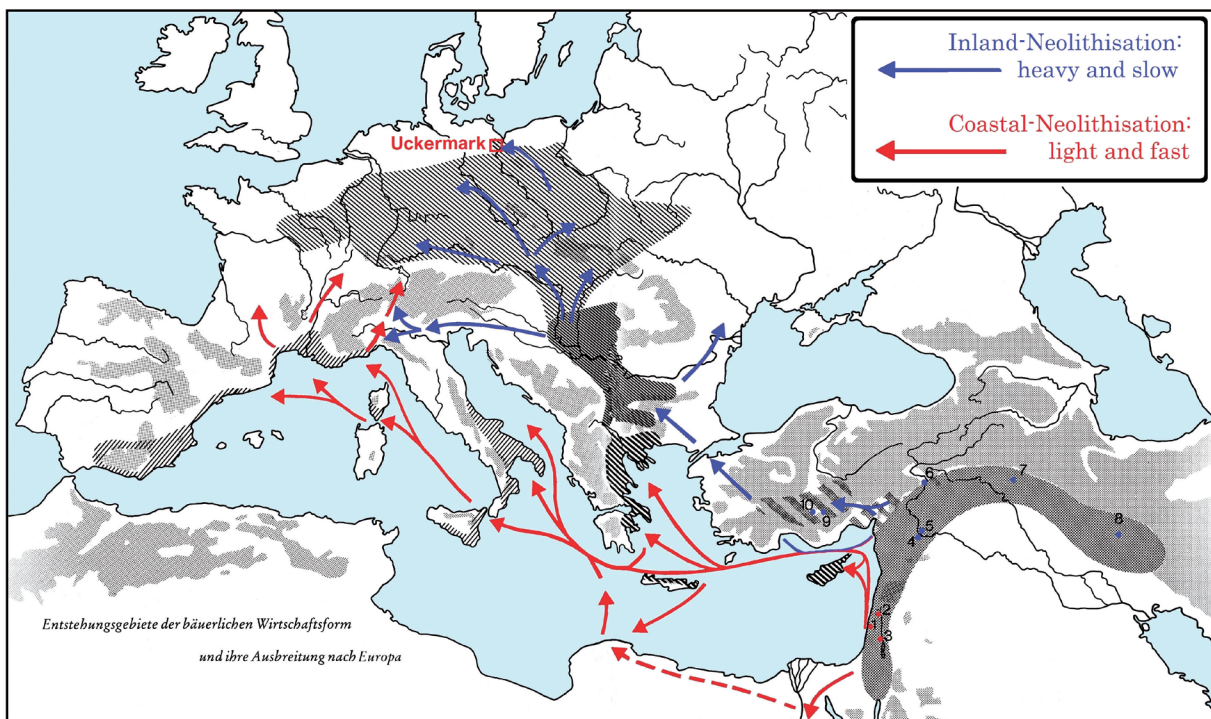 Inland-Neolithisation:
heavy and slow
Coastal-Neolithisation:
light and fast
Uckermark
6
7
10
9
5
4
8
2
1
3
Entstehungsgebiete der bäuerlichen Wirtschaftsform
und ihre Ausbreitung nach Europa